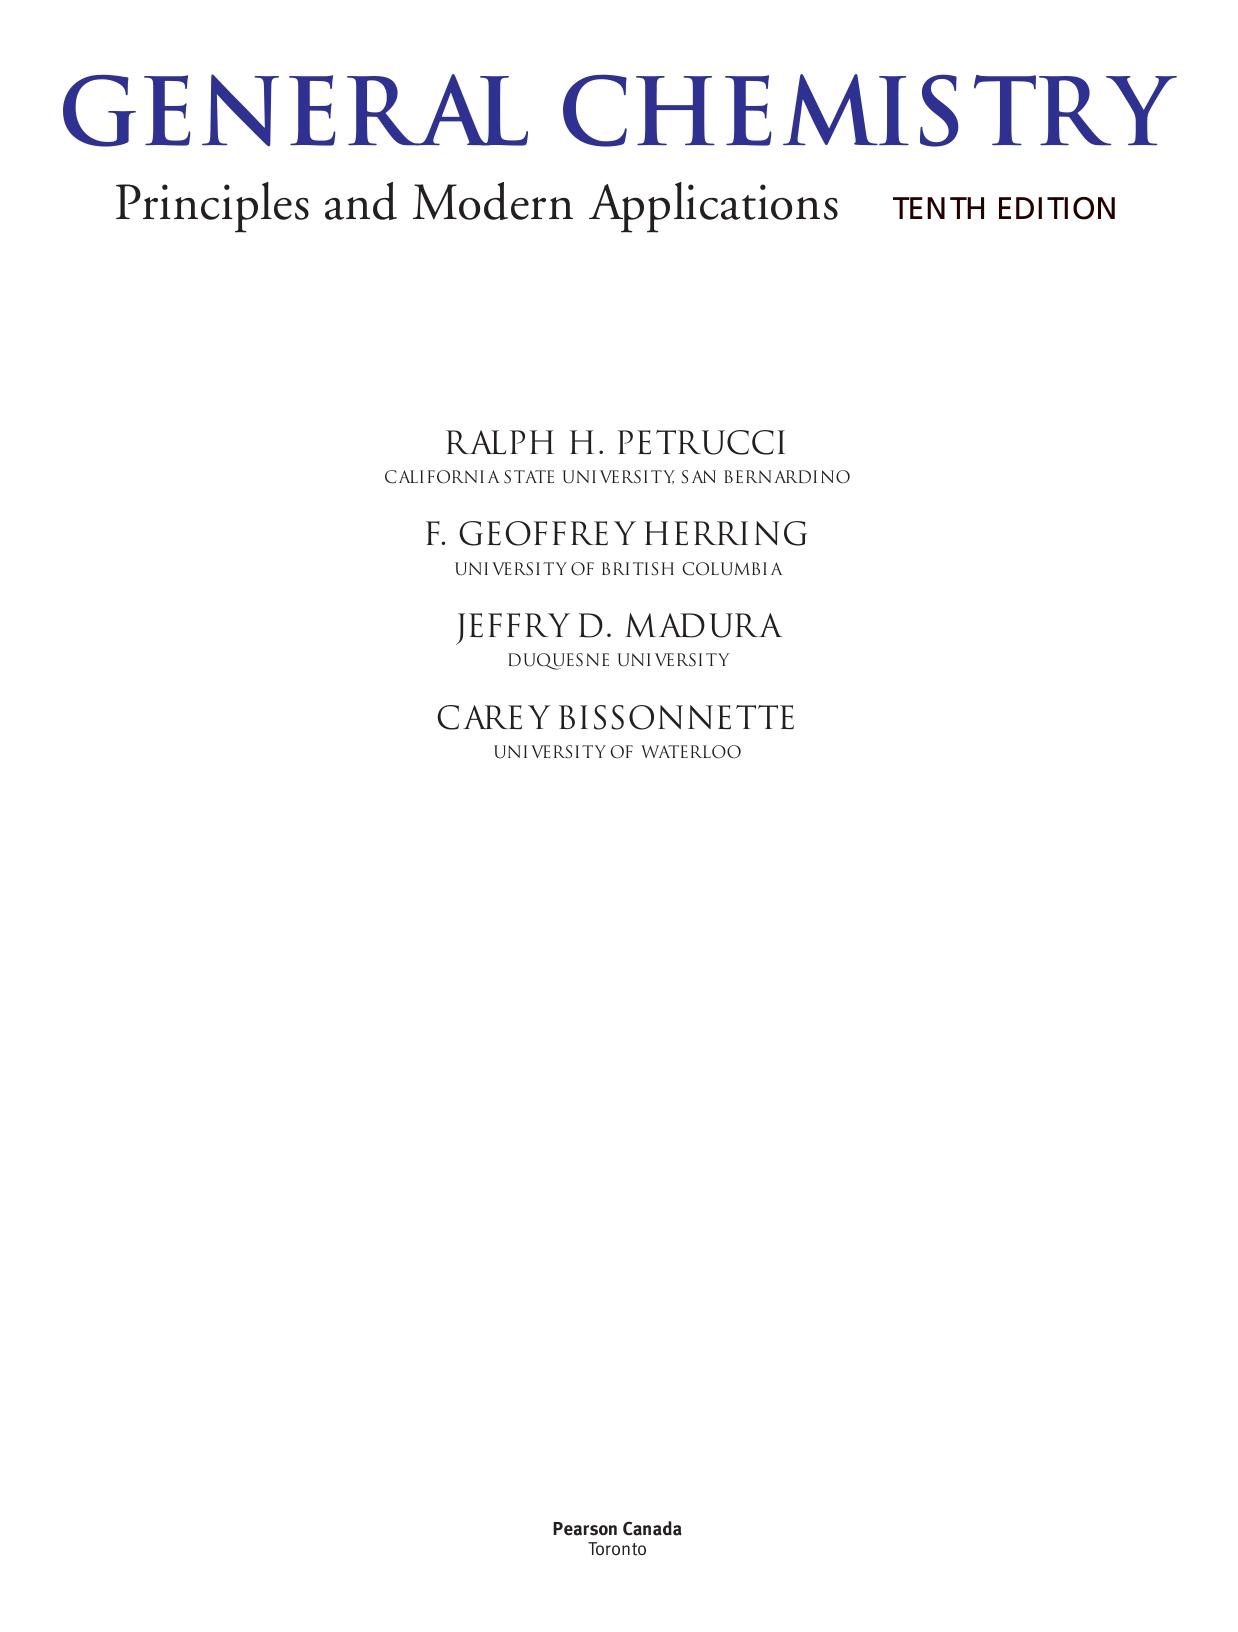 GENERAL CHEMISTRY
Principles and Modern Applications TENTH EDITION
RALPH H. PETRUCCI
CALIFORNIA STATE UNIVERSITY, SAN BERNARDINO
F. GEOFFREY HERRING
UNIVERSITY OF BRITISH COLUMBIA
JEFFRY D. MADURA
DUQUESNE UNIVERSITY
CAREY BISSONNETTE
UNIVERSITY OF WATERLOO
Pearson Canada
Toronto